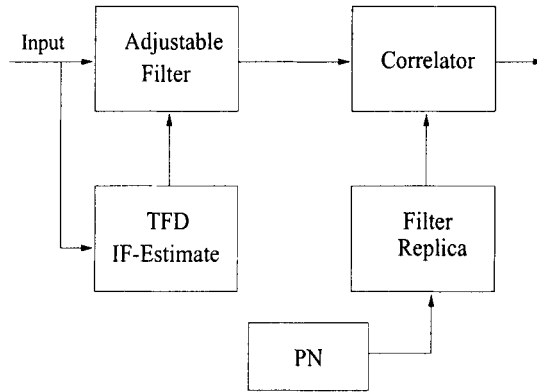 Input
Adjustable
Filter
Correlator
TFD
IF-Estimate
Filter
Replica
PN